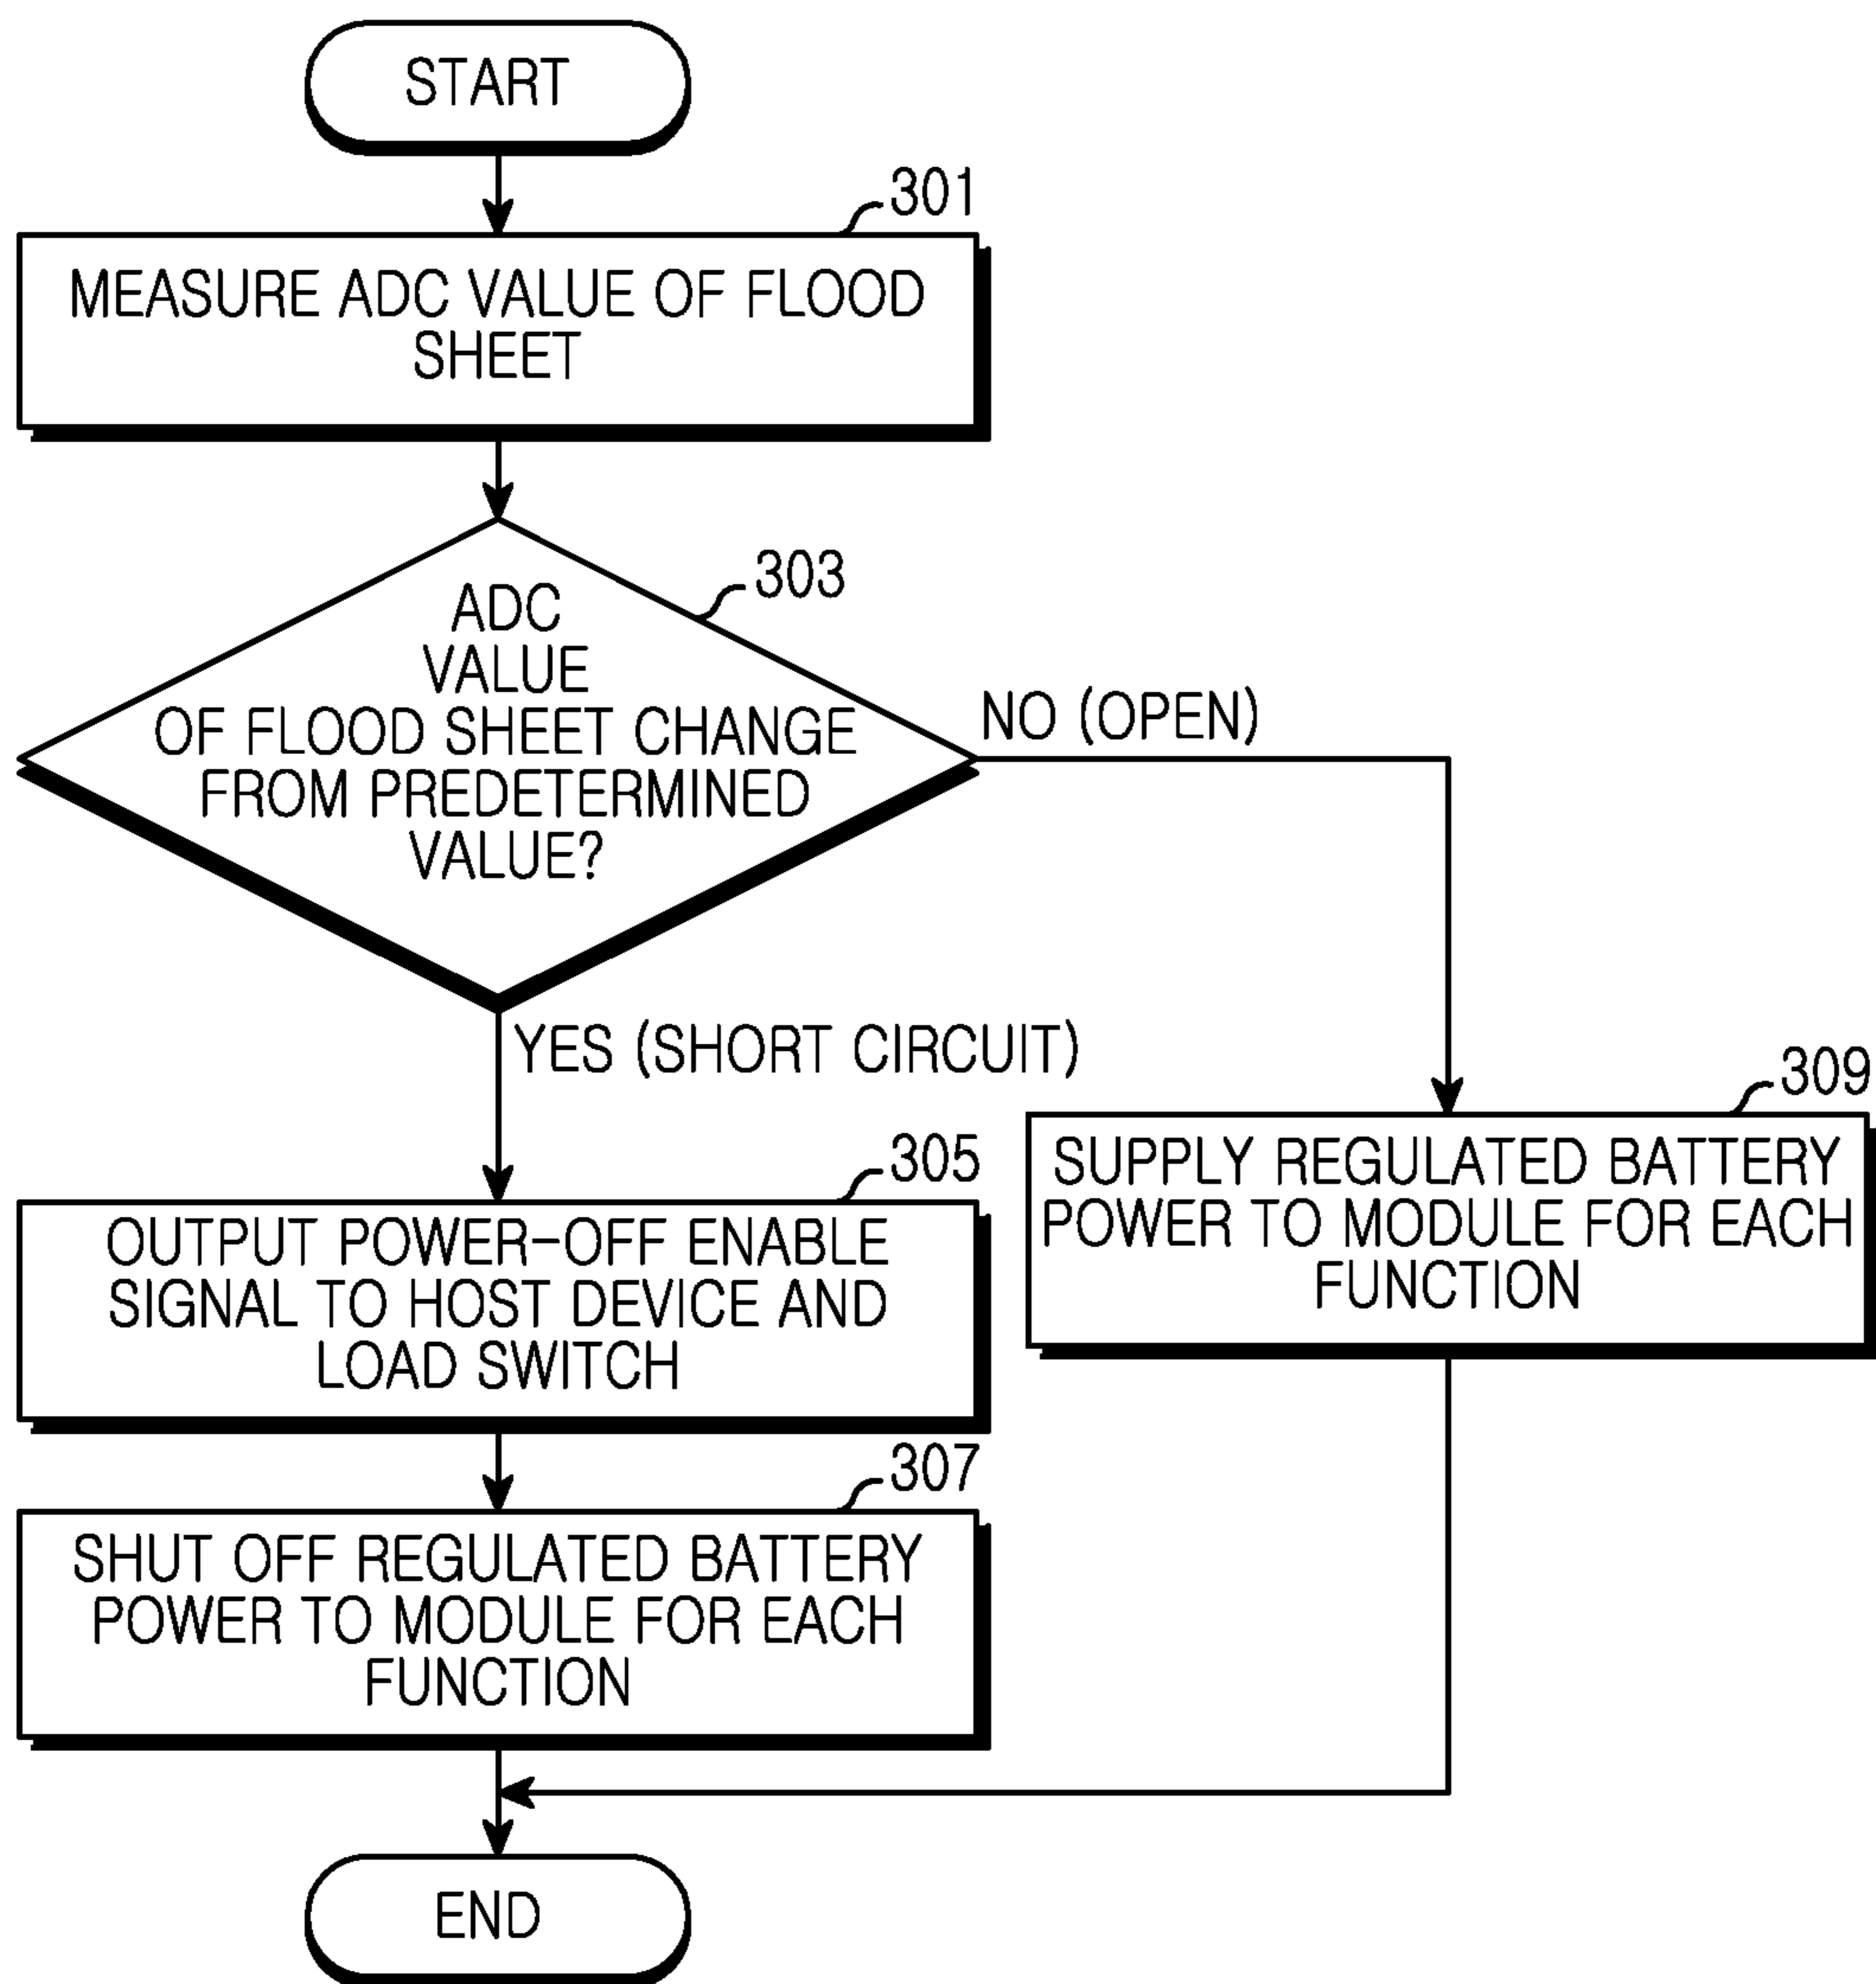 START
301
MEASURE ADC VALUE OF FLOOD
SHEET
303
ADC
VALUE
OF FLOOD SHEET CHANGE
FROM PREDETERMINED
VALUE?
NO (OPEN)
YES (SHORT CIRCUIT)
309
SUPPLY REGULATED BATTERY
POWER TO MODULE FOR EACH
FUNCTION
305
OUTPUT POWER-OFF ENABLE
SIGNAL TO HOST DEVICE AND
LOAD SWITCH
307
SHUT OFF REGULATED BATTERY
POWER TO MODULE FOR EACH
FUNCTION
END